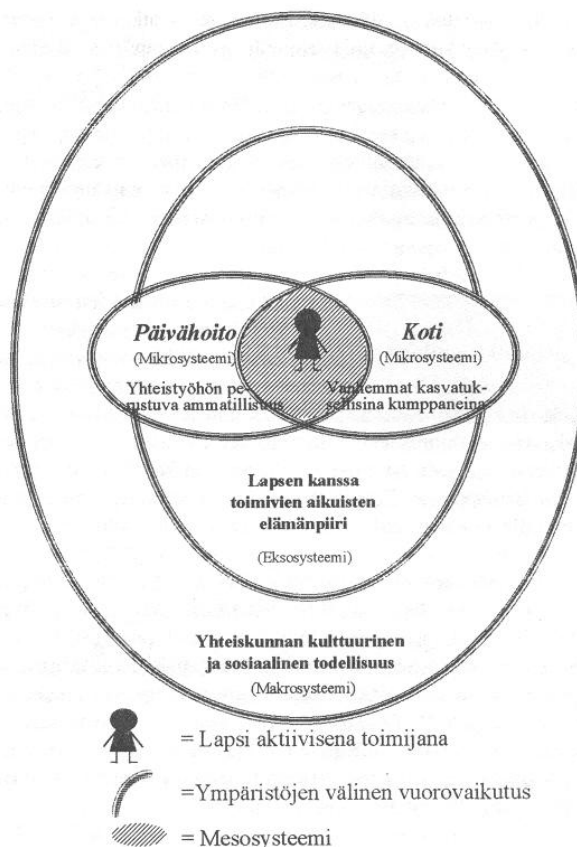 Päivähoito
(Mikrosysteemi)
Yhteistyöhön pe-
rustuva ammatillisuus
Koti
(Mikrosysteemi)
Vanhemmat kasvatuk-
sellisina kumppaneina
Lapsen kanssa
toimivien aikuisten
elämänpiiri
(Eksosysteemi)
Yhteiskunnan kulttuurinen
ja sosiaalinen todellisuus
(Makrosysteemi)
= Lapsi aktiivisena toimijana
=Ympäristöjen välinen vuorovaikutus
= Mesosysteemi